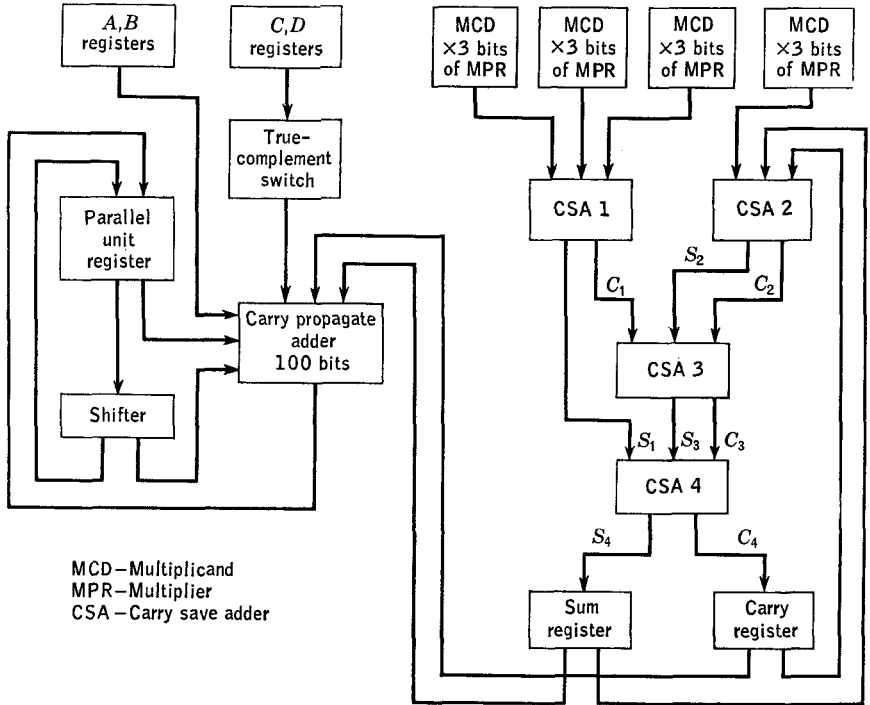 A,B
registers
C,D
registers
MCD
×3 bits
of MPR
MCD
×3 bits
of MPR
MCD
×3 bits
of MPR
MCD
×3 bits
of MPR
True-
complement
switch
Parallel
unit
register
CSA 1
CSA 2
S₂
C₁
C₂
Carry propagate
adder
100 bits
CSA 3
Shifter
S₁
S₃
C₃
CSA 4
S₄
C₄
MCD–Multiplicand
MPR–Multiplier
CSA–Carry save adder
Sum
register
Carry
register